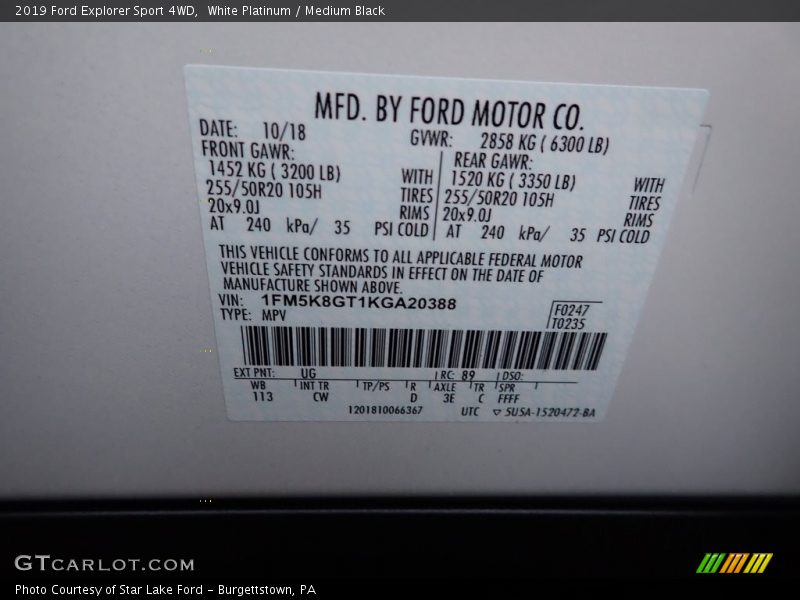 2019 Ford Explorer Sport 4WD,  White Platinum / Medium Black
MFD. BY FORD MOTOR CO.
DATE: 10/18 GVWR: 2858 KG ( 6300 LB)
FRONT GAWR: REAR GAWR:
1452 KG ( 3200 LB) WITH 1520 KG ( 3350 LB) WITH
255/50R20 105H TIRES 255/50R20 105H TIRES
20x9.0J RIMS 20x9.0J RIMS
AT 240 kPa/ 35 PSI COLD AT 240 kPa/ 35 PSI COLD
THIS VEHICLE CONFORMS TO ALL APPLICABLE FEDERAL MOTOR
VEHICLE SAFETY STANDARDS IN EFFECT ON THE DATE OF
MANUFACTURE SHOWN ABOVE.
VIN: 1FM5K8GT1KGA20388 F0247
TYPE: MPV T0235
EXT PNT: UG RC: 89 DSO:
WB INT TR TP/PS R AXLE TR SPR
113 CW D 3E C FFFF
1201810066367 UTC ▽ 5U5A-1520472-BA
GTCARLOT.COM
Photo Courtesy of Star Lake Ford - Burgettstown, PA